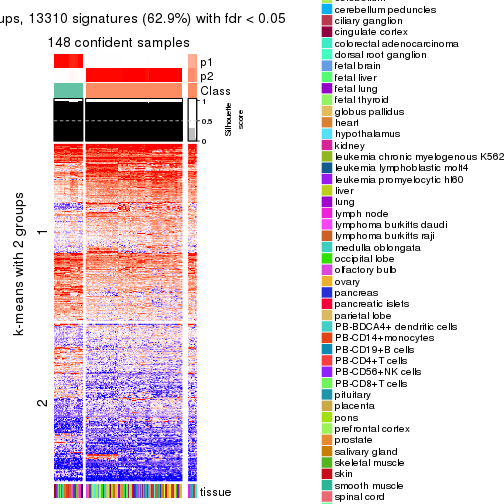 ups, 13310 signatures (62.9%) with fdr < 0.05
148 confident samples
p1
p2
Class
1
0.5
0
Silhouette
score
k-means with 2 groups
1
2
tissue
cerebellum peduncles
ciliary ganglion
cingulate cortex
colorectal adenocarcinoma
dorsal root ganglion
fetal brain
fetal liver
fetal lung
fetal thyroid
globus pallidus
heart
hypothalamus
kidney
leukemia chronic myelogenous K562
leukemia lymphoblastic molt4
leukemia promyelocytic hl60
liver
lung
lymph node
lymphoma burkitts daudi
lymphoma burkitts raji
medulla oblongata
occipital lobe
olfactory bulb
ovary
pancreas
pancreatic islets
parietal lobe
PB-BDCA4+ dendritic cells
PB-CD14+monocytes
PB-CD19+B cells
PB-CD4+T cells
PB-CD56+NK cells
PB-CD8+T cells
pituitary
placenta
pons
prefrontal cortex
prostate
salivary gland
skeletal muscle
skin
smooth muscle
spinal cord